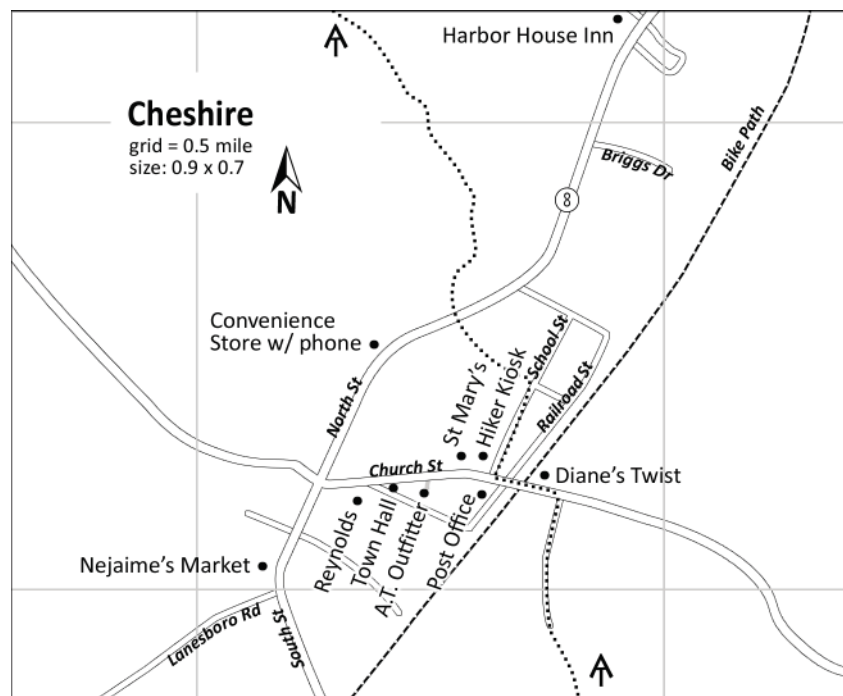 Harbor House Inn
Cheshire
grid = 0.5 mile
size: 0.9 x 0.7
N
Bike Path
Briggs Dr
8
Convenience
Store w/ phone
School St
North St
St Mary's
Hiker Kiosk
Railroad St
Church St
Diane's Twist
Reynolds
Town Hall
A.T. Outfitter
Post Office
Nejaime's Market
Lanesboro Rd
South St